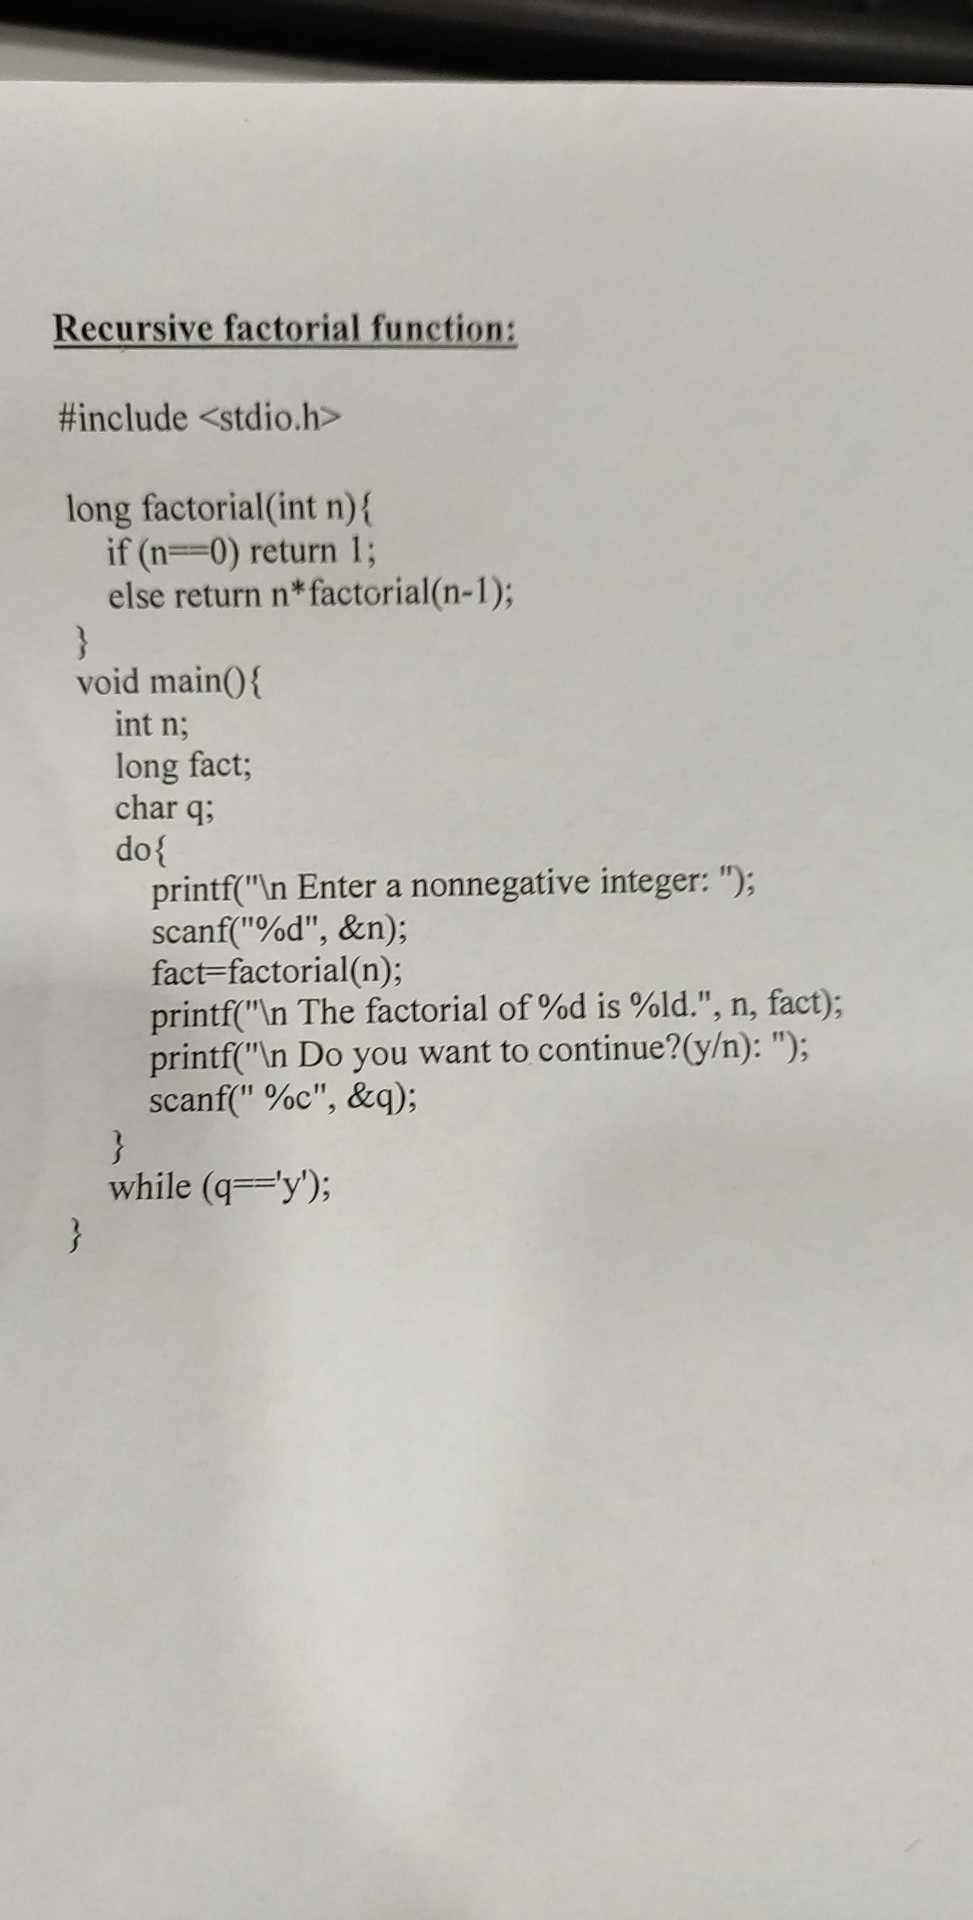 Recursive factorial function:
#include <stdio.h>
long factorial(int n){
if (n==0) return 1;
else return n*factorial(n-1);
}
void main(){
int n;
long fact;
char q;
do{
printf("\n Enter a nonnegative integer: ");
scanf("%d", &n);
fact=factorial(n);
printf("\n The factorial of %d is %ld.", n, fact);
printf("\n Do you want to continue?(y/n): ");
scanf(" %c", &q);
}
while (q=='y');
}